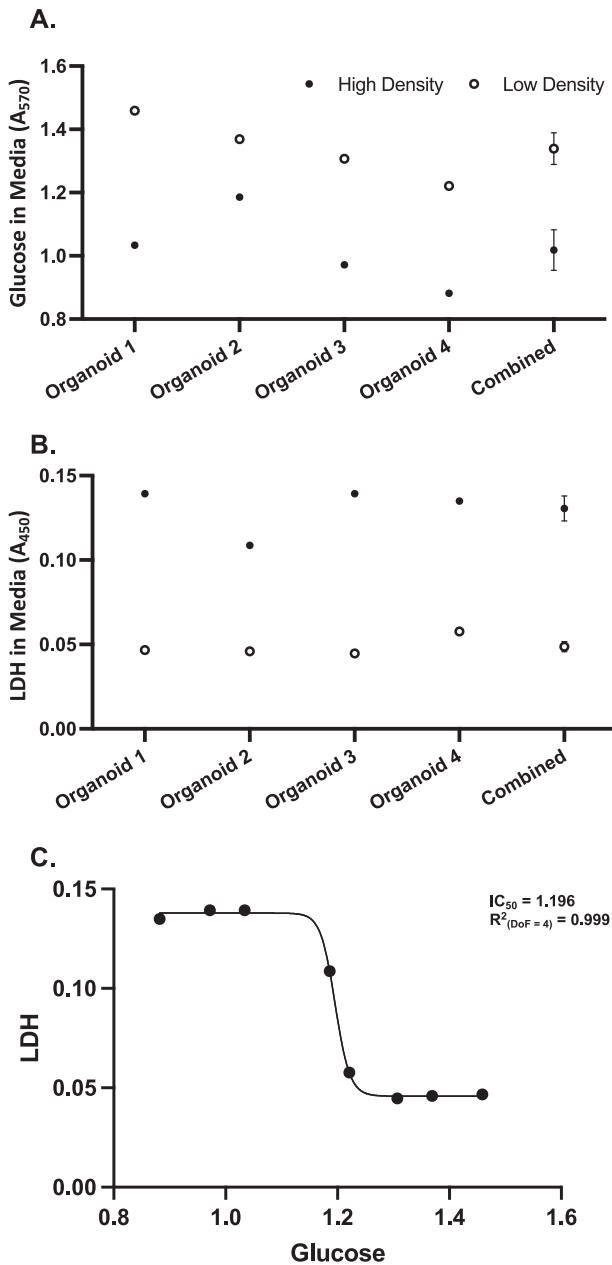 A.
Glucose in Media (A570)
1.6
1.4
1.2
1.0
0.8
High Density
Low Density
Organoid 1
Organoid 2
Organoid 3
Organoid 4
Combined
B.
LDH in Media (A450)
0.15
0.10
0.05
0.00
Organoid 1
Organoid 2
Organoid 3
Organoid 4
Combined
C.
LDH
0.15
0.10
0.05
0.00
IC50 = 1.196
R2(DoF = 4) = 0.999
0.8
1.0
1.2
1.4
1.6
Glucose